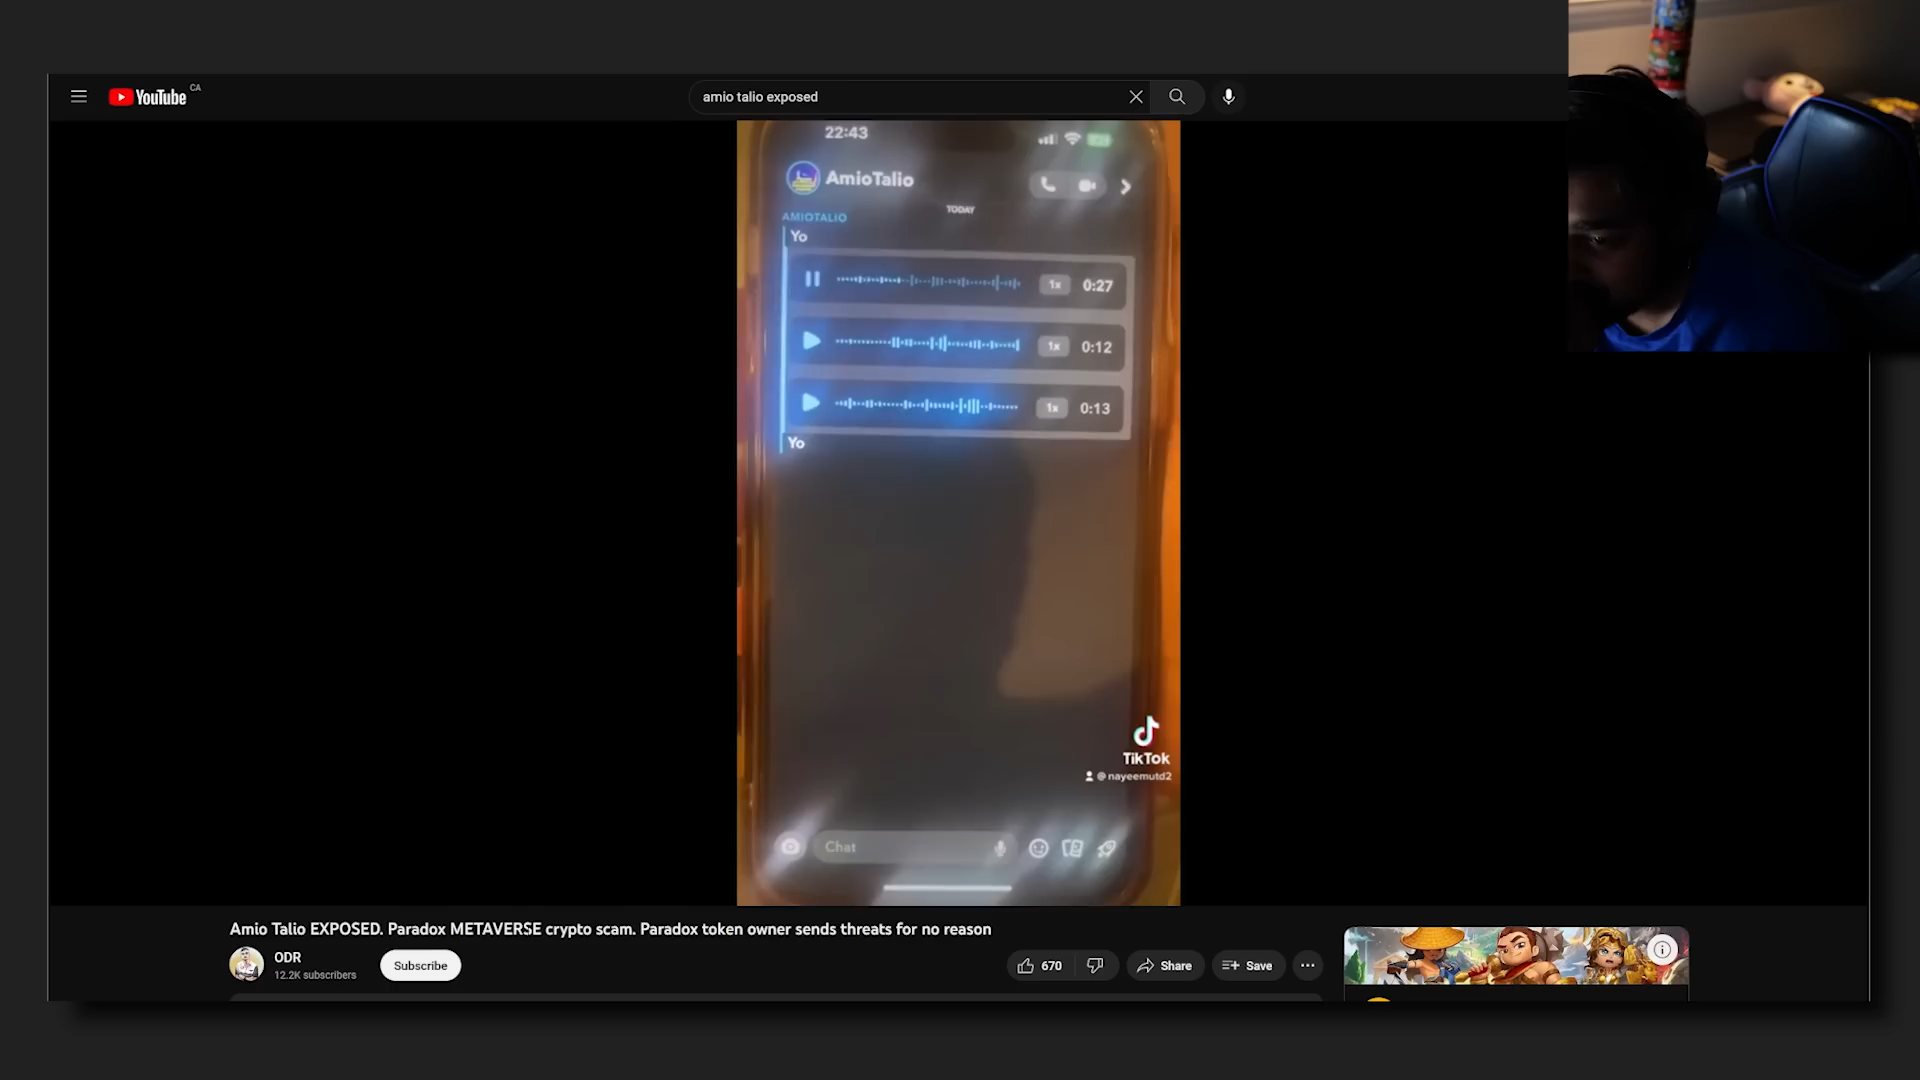 YouTube CA
amio talio exposed
22:43
AmioTalio
TODAY
AMIOTALIO
Yo
1x 0:27
1x 0:12
1x 0:13
Yo
TikTok
@nayeemutd2
Chat
Amio Talio EXPOSED. Paradox METAVERSE crypto scam. Paradox token owner sends threats for no reason
ODR
12.2K subscribers
Subscribe
670
Share
Save